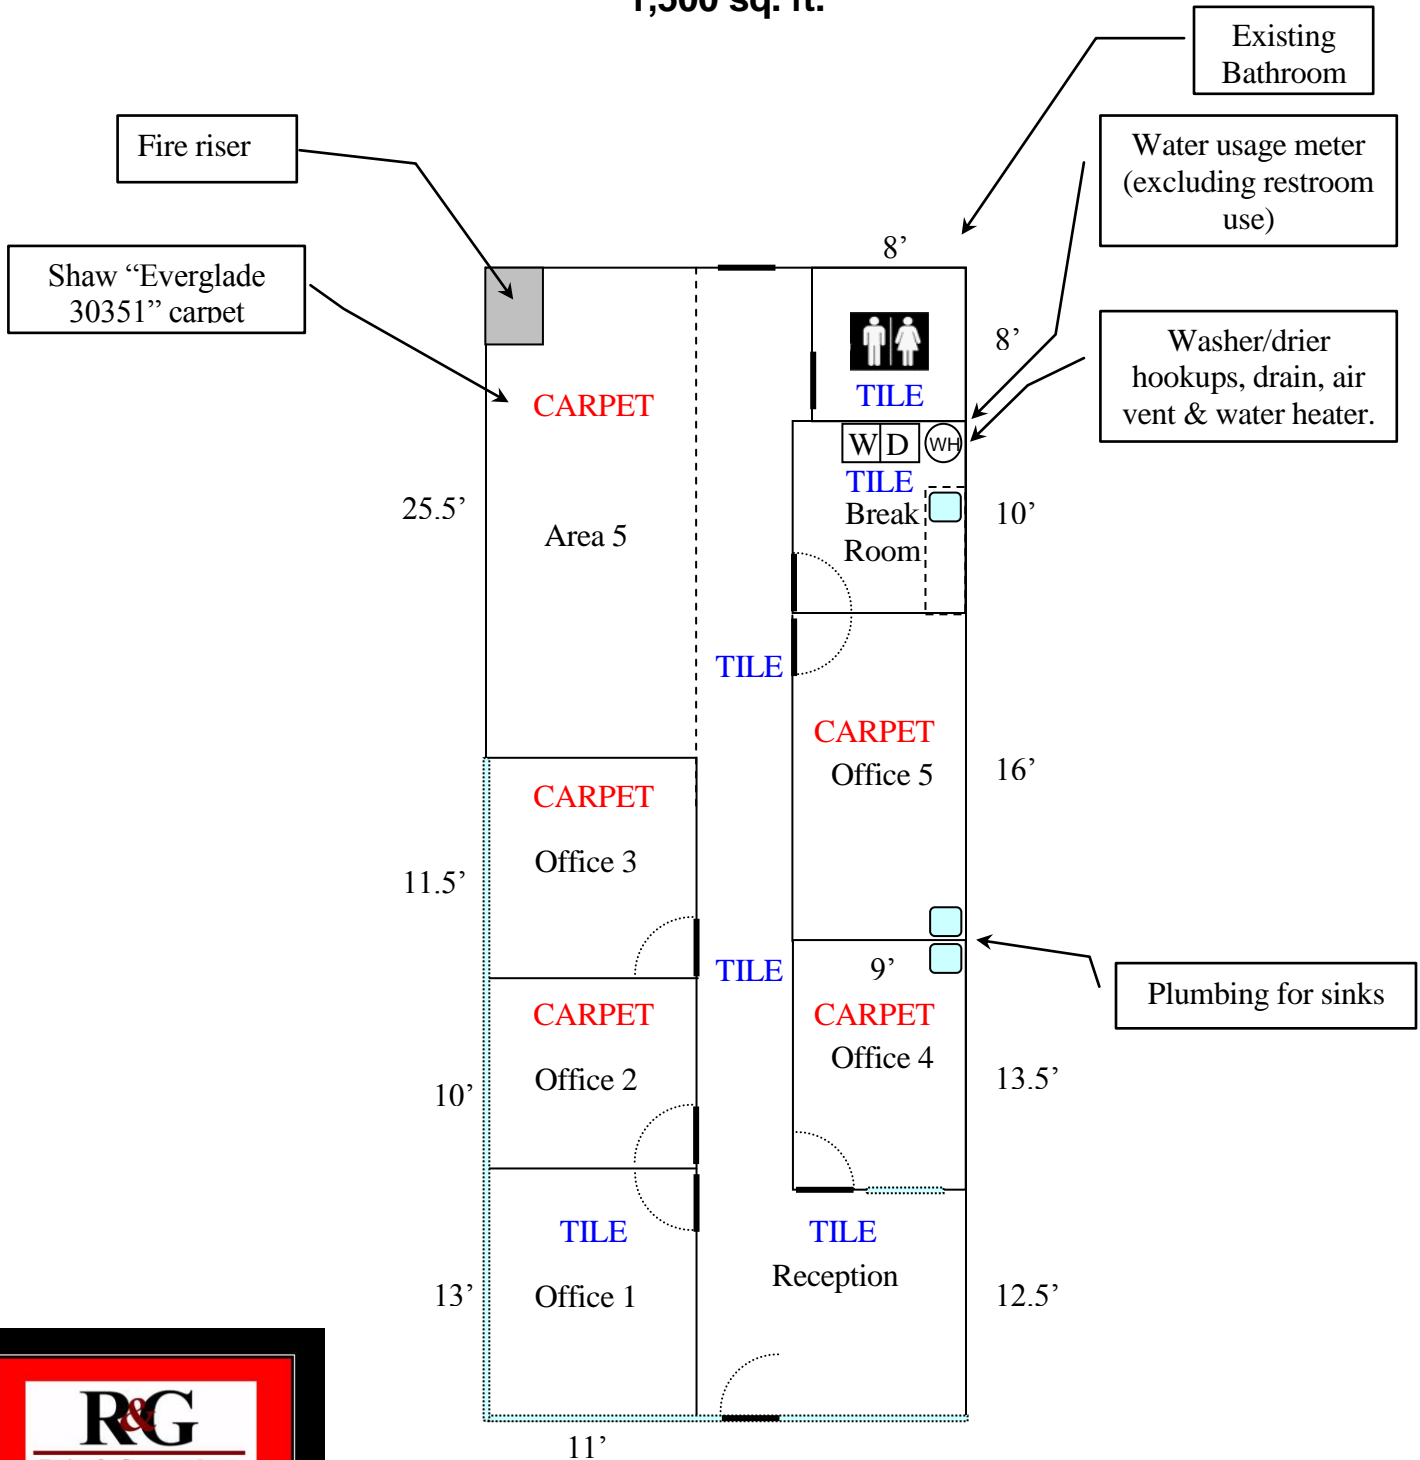 1,500 sq. ft.
Existing
Bathroom
Fire riser
Water usage meter
(excluding restroom
use)
Shaw “Everglade
30351” carpet
8’
8’
Washer/drier
hookups, drain, air
vent & water heater.
CARPET
TILE
W D
WH
TILE
25.5’
Break
10’
Area 5
Room
TILE
CARPET
Office 5
16’
CARPET
Office 3
11.5’
TILE
9’
Plumbing for sinks
CARPET
CARPET
Office 2
Office 4
10’
13.5’
TILE
TILE
Reception
13’
Office 1
12.5’
R&G
11’